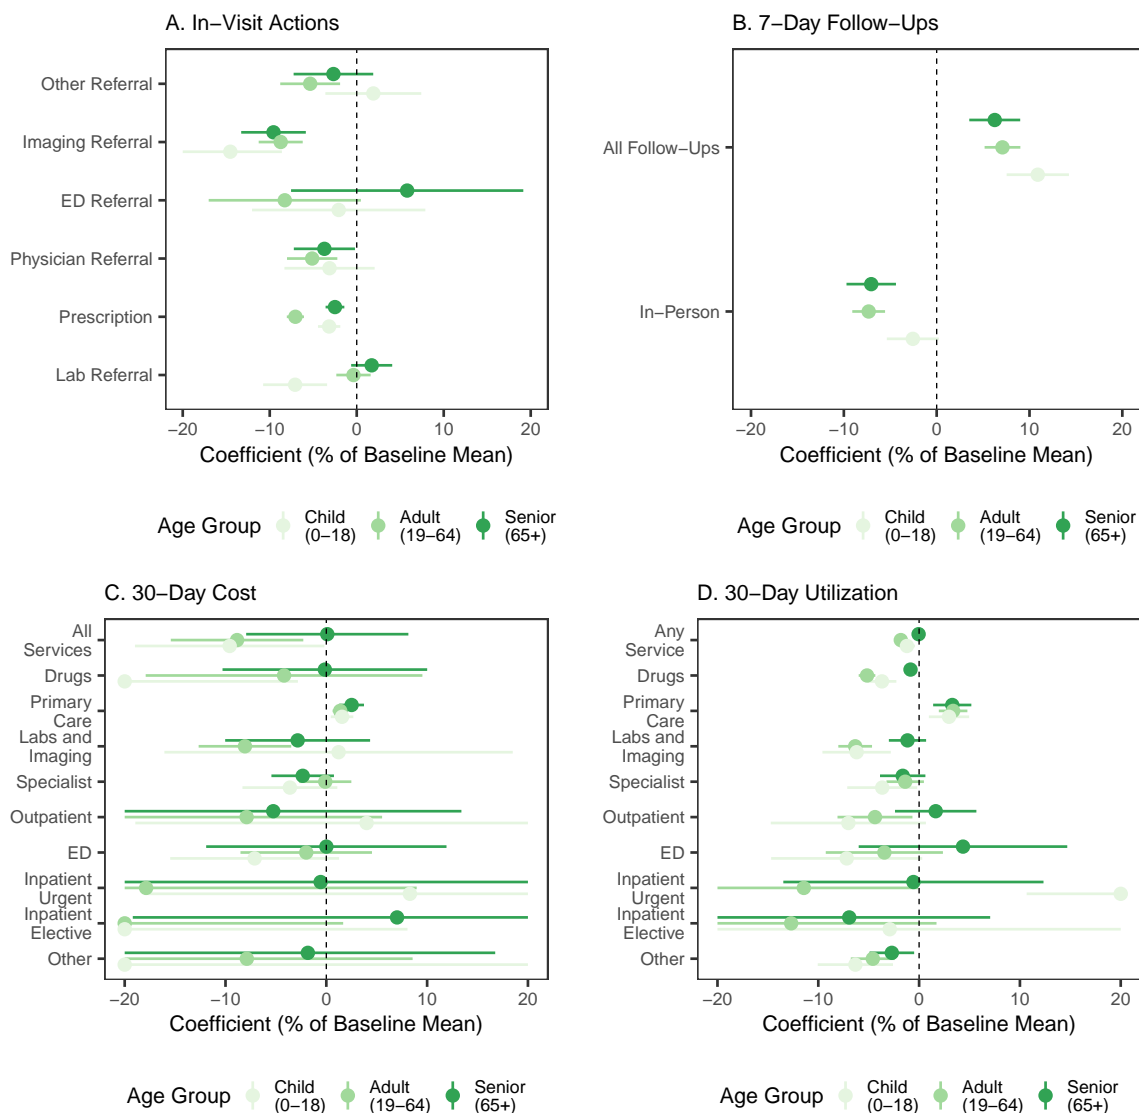 A. In−Visit Actions
Other Referral
Imaging Referral
ED Referral
Physician Referral
Prescription
Lab Referral
−20 −10 0 10 20
Coefficient (% of Baseline Mean)
Age Group Child (0−18) Adult (19−64) Senior (65+)
B. 7−Day Follow−Ups
All Follow−Ups
In−Person
−20 −10 0 10 20
Coefficient (% of Baseline Mean)
Age Group Child (0−18) Adult (19−64) Senior (65+)
C. 30−Day Cost
All
Services
Drugs
Primary
Care
Labs and
Imaging
Specialist
Outpatient
ED
Inpatient
Urgent
Inpatient
Elective
Other
−20 −10 0 10 20
Coefficient (% of Baseline Mean)
Age Group Child (0−18) Adult (19−64) Senior (65+)
D. 30−Day Utilization
Any
Service
Drugs
Primary
Care
Labs and
Imaging
Specialist
Outpatient
ED
Inpatient
Urgent
Inpatient
Elective
Other
−20 −10 0 10 20
Coefficient (% of Baseline Mean)
Age Group Child (0−18) Adult (19−64) Senior (65+)